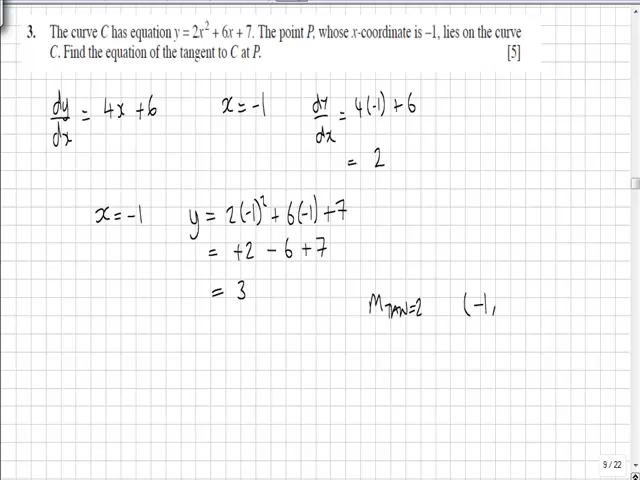 3. The curve C has equation y = 2x² + 6x + 7. The point P, whose x-coordinate is –1, lies on the curve
C. Find the equation of the tangent to C at P. [5]
dy/dx = 4x + 6 x = -1 dy/dx = 4(-1) + 6
= 2
x = -1 y = 2(-1)² + 6(-1) + 7
= +2 - 6 + 7
= 3
M TAN = 2 (-1,
9 / 22